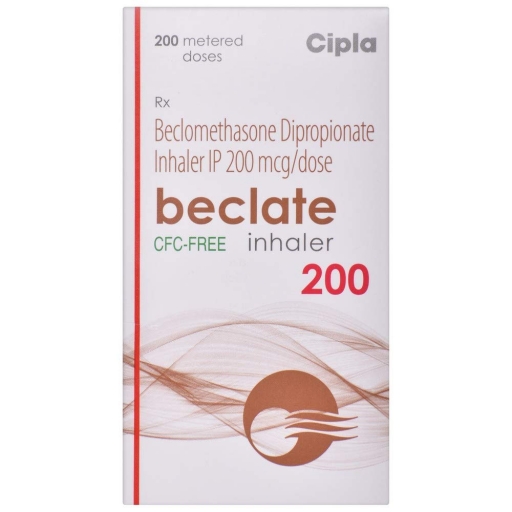 200 metered
doses
Cipla
Rx
Beclomethasone Dipropionate
Inhaler IP 200 mcg/dose
beclate
CFC-FREE inhaler
200